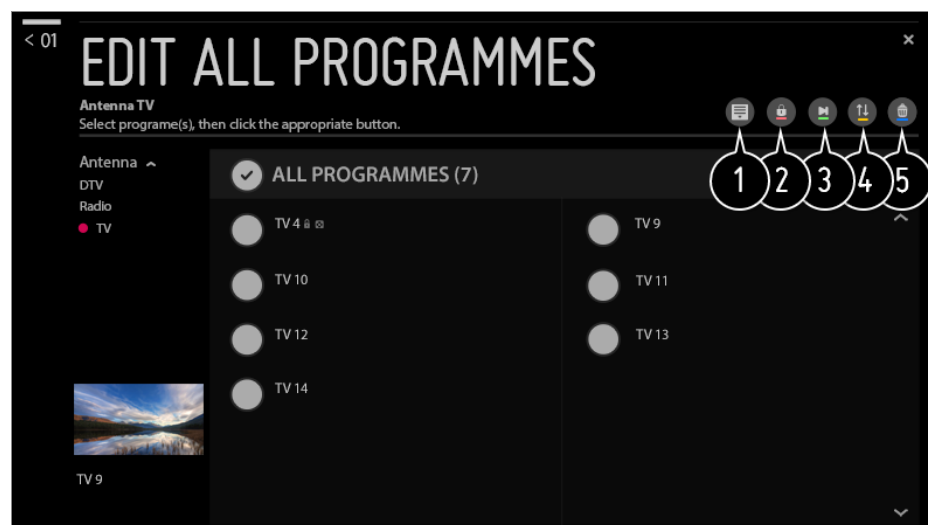 < 01
EDIT ALL PROGRAMMES
×
Antenna TV
Select programe(s), then click the appropriate button.
1 2 3 4 5
Antenna
DTV
Radio
TV
ALL PROGRAMMES (7)
TV 4
TV 9
TV 10
TV 11
TV 12
TV 13
TV 14
TV 9